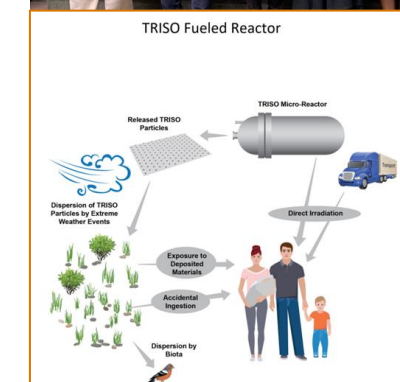 TRISO Fueled Reactor
TRISO Micro-Reactor
Released TRISO
Particles
Dispersion of TRISO
Particles by Extreme
Weather Events
Direct Irradiation
Exposure to
Deposited
Materials
Accidental
Ingestion
Dispersion by
Biota